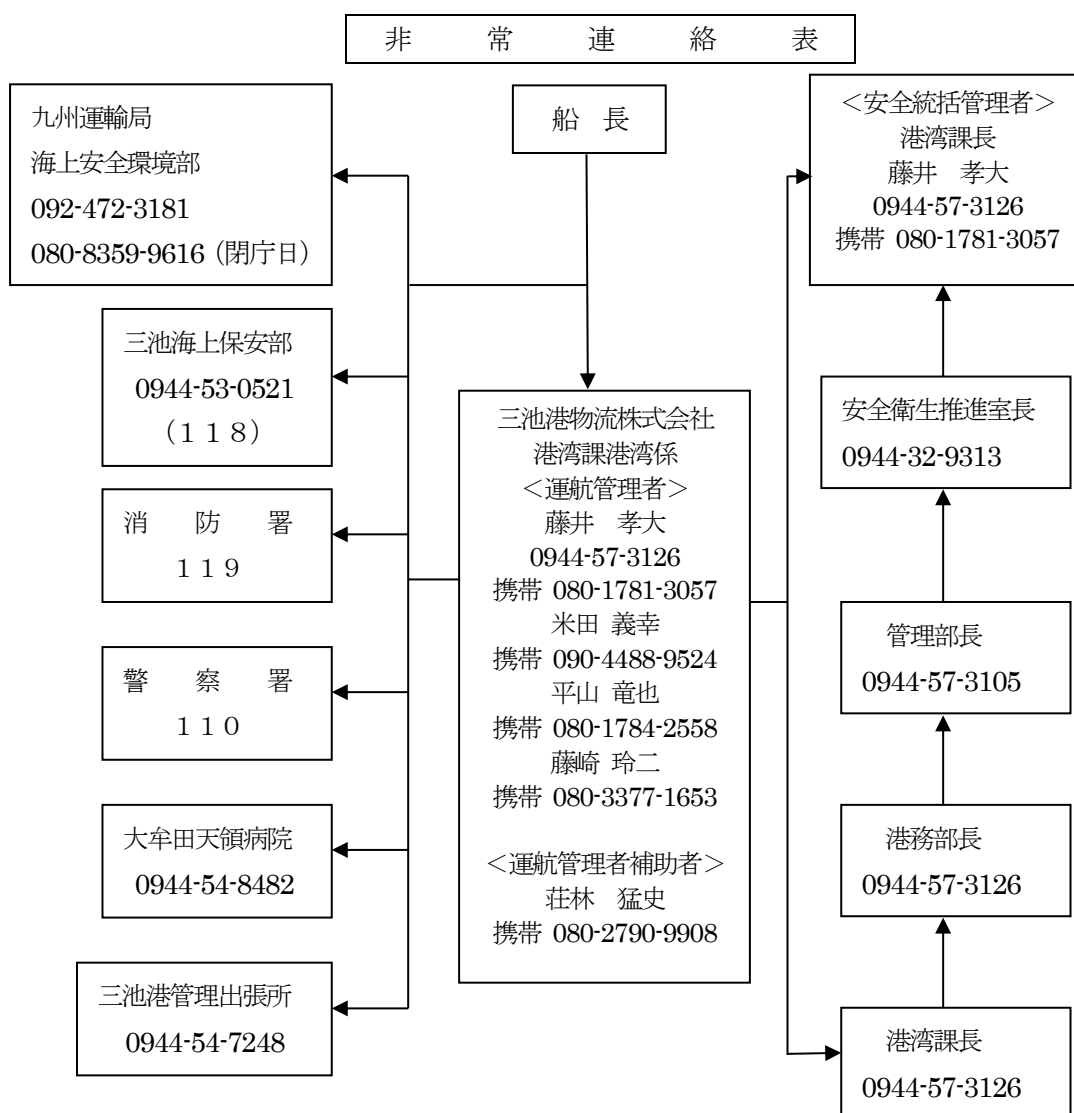 非常連絡表
九州運輸局
海上安全環境部
092-472-3181
080-8359-9616（閉庁日）
船 長
＜安全統括管理者＞
港湾課長
藤井 孝大
0944-57-3126
携帯 080-1781-3057
三池海上保安部
0944-53-0521
（１１８）
消 防 署
１１９
警 察 署
１１０
大牟田天領病院
0944-54-8482
三池港管理出張所
0944-54-7248
三池港物流株式会社
港湾課港湾係
＜運航管理者＞
藤井 孝大
0944-57-3126
携帯 080-1781-3057
米田 義幸
携帯 090-4488-9524
平山 竜也
携帯 080-1784-2558
藤崎 玲二
携帯 080-3377-1653
＜運航管理者補助者＞
荘林 猛史
携帯 080-2790-9908
安全衛生推進室長
0944-32-9313
管理部長
0944-57-3105
港務部長
0944-57-3126
港湾課長
0944-57-3126